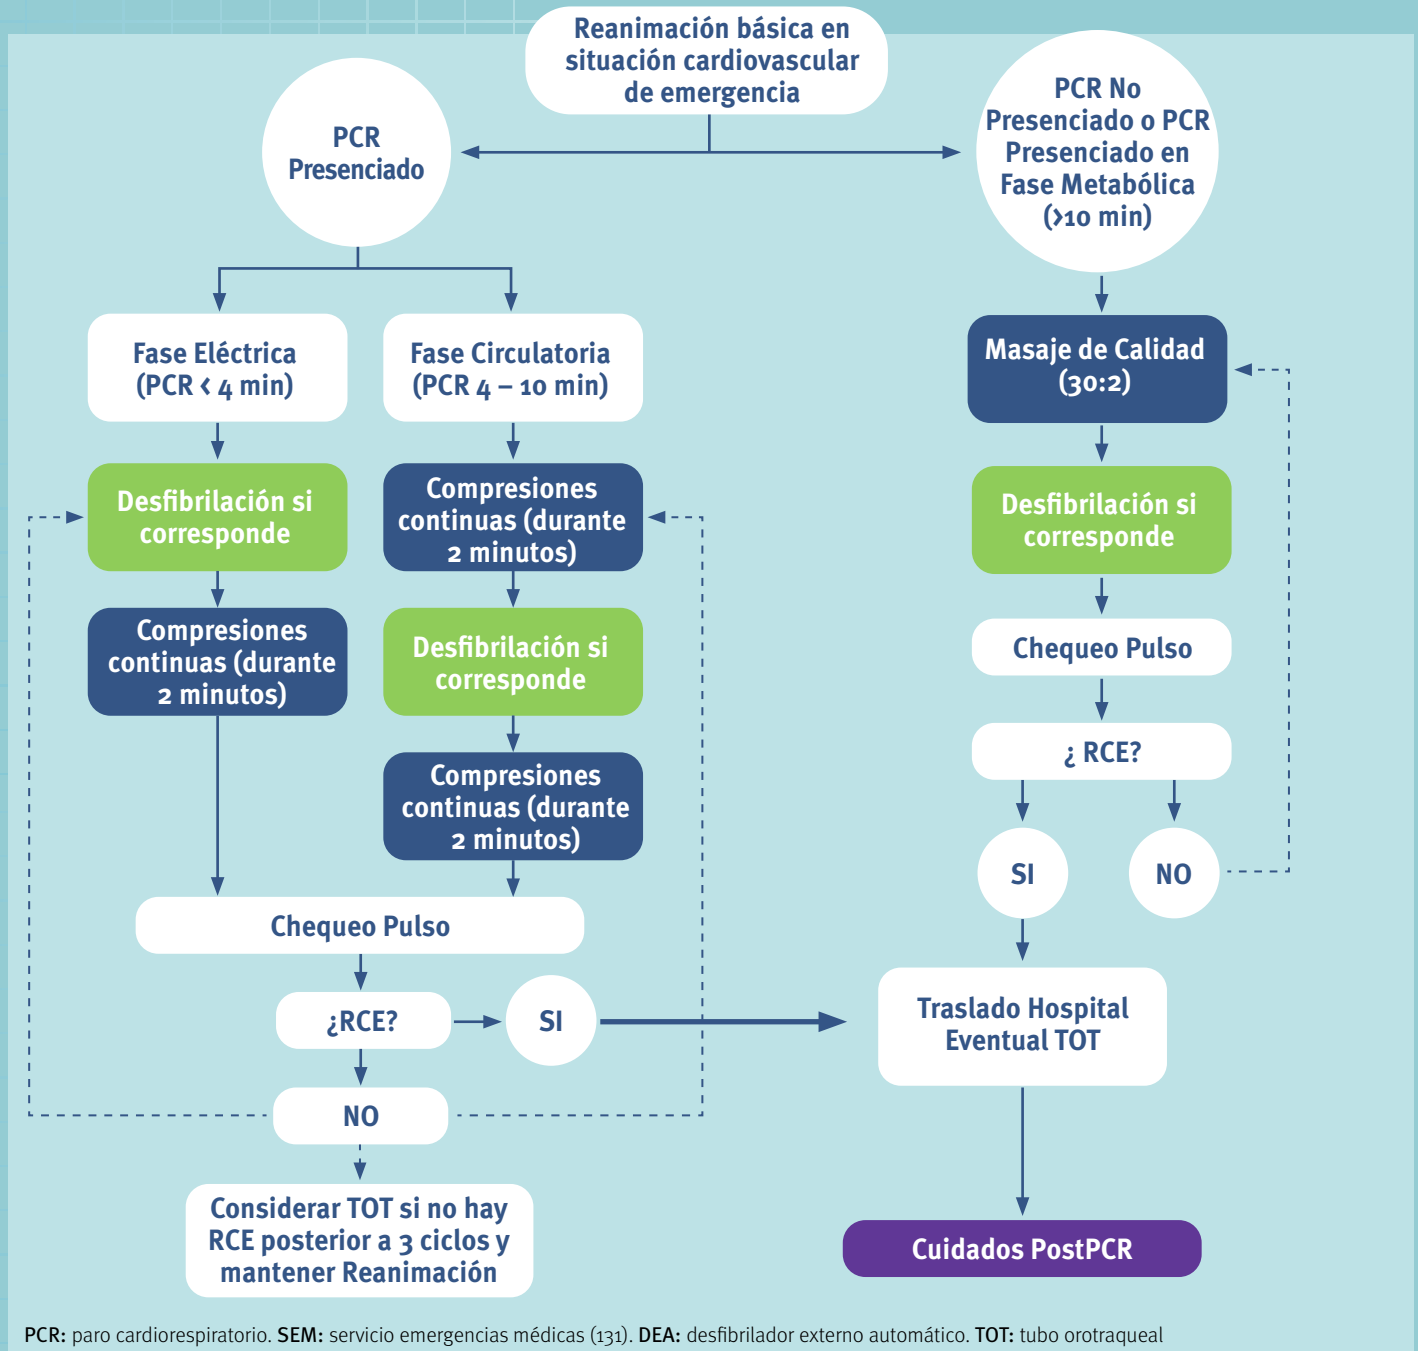 Reanimación básica en
situación cardiovascular
de emergencia
PCR
Presenciado
PCR No
Presenciado o PCR
Presenciado en
Fase Metabólica
(>10 min)
Fase Eléctrica
(PCR < 4 min)
Fase Circulatoria
(PCR 4 – 10 min)
Masaje de Calidad
(30:2)
Desfibrilación si
corresponde
Compresiones
continuas (durante
2 minutos)
Desfibrilación si
corresponde
Compresiones
continuas (durante
2 minutos)
Desfibrilación si
corresponde
Chequeo Pulso
Compresiones
continuas (durante
2 minutos)
¿ RCE?
SI
NO
Chequeo Pulso
¿RCE?
SI
Traslado Hospital
Eventual TOT
NO
Considerar TOT si no hay
RCE posterior a 3 ciclos y
mantener Reanimación
Cuidados PostPCR
PCR: paro cardiorespiratorio. SEM: servicio emergencias médicas (131). DEA: desfibrilador externo automático. TOT: tubo orotraqueal